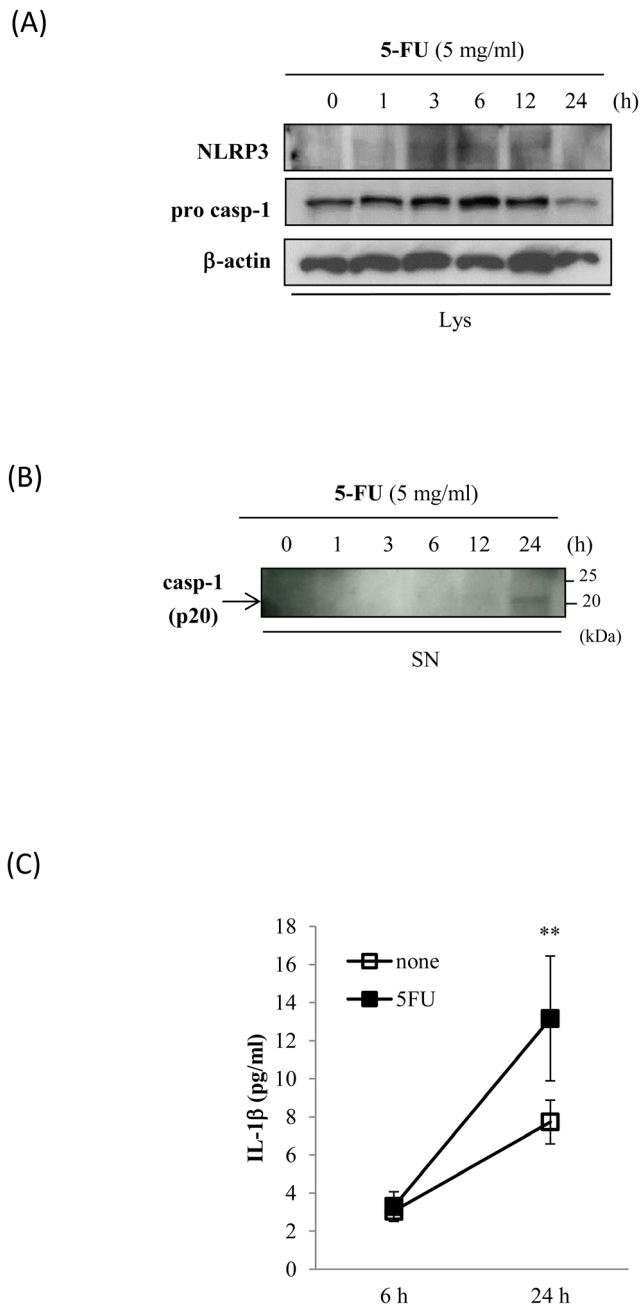 (A)
5-FU (5 mg/ml)
0 1 3 6 12 24 (h)
NLRP3
pro casp-1
β-actin
Lys
(B)
5-FU (5 mg/ml)
0 1 3 6 12 24 (h)
casp-1
(p20)
25
20
(kDa)
SN
(C)
18
16
14
12
10
8
6
4
2
0
IL-1β (pg/ml)
none
5FU
**
6 h 24 h